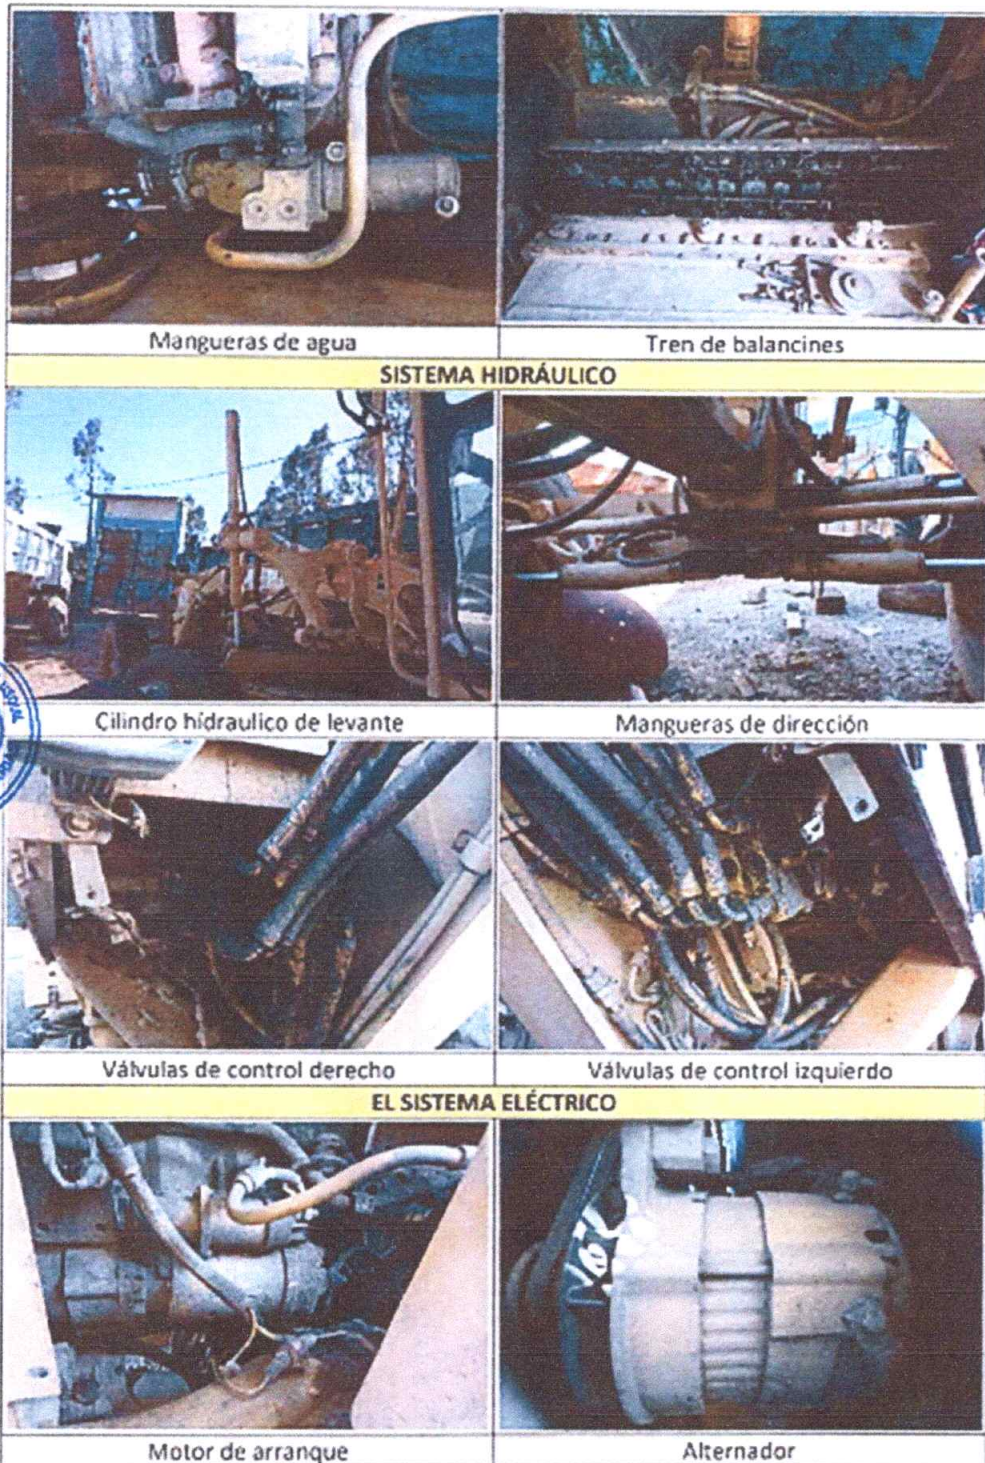 Mangueras de agua
Tren de balancines
SISTEMA HIDRÁULICO
Cilindro hidraulico de levante
Mangueras de dirección
Válvulas de control derecho
Válvulas de control izquierdo
EL SISTEMA ELÉCTRICO
Motor de arranque
Alternador